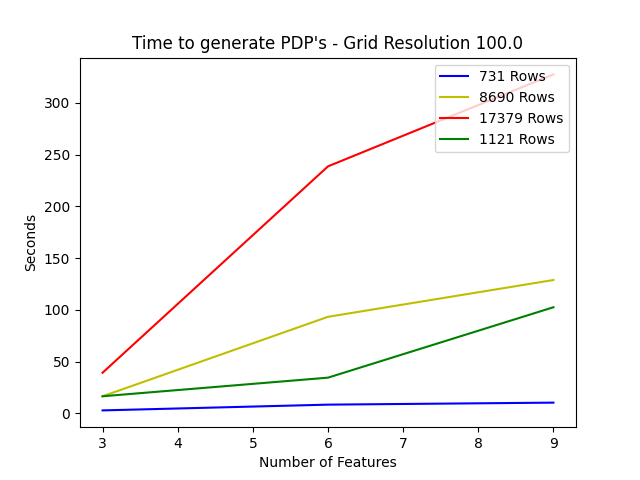 Time to generate PDP's - Grid Resolution 100.0
731 Rows
8690 Rows
17379 Rows
1121 Rows
300
250
200
150
100
50
0
Seconds
3 4 5 6 7 8 9
Number of Features